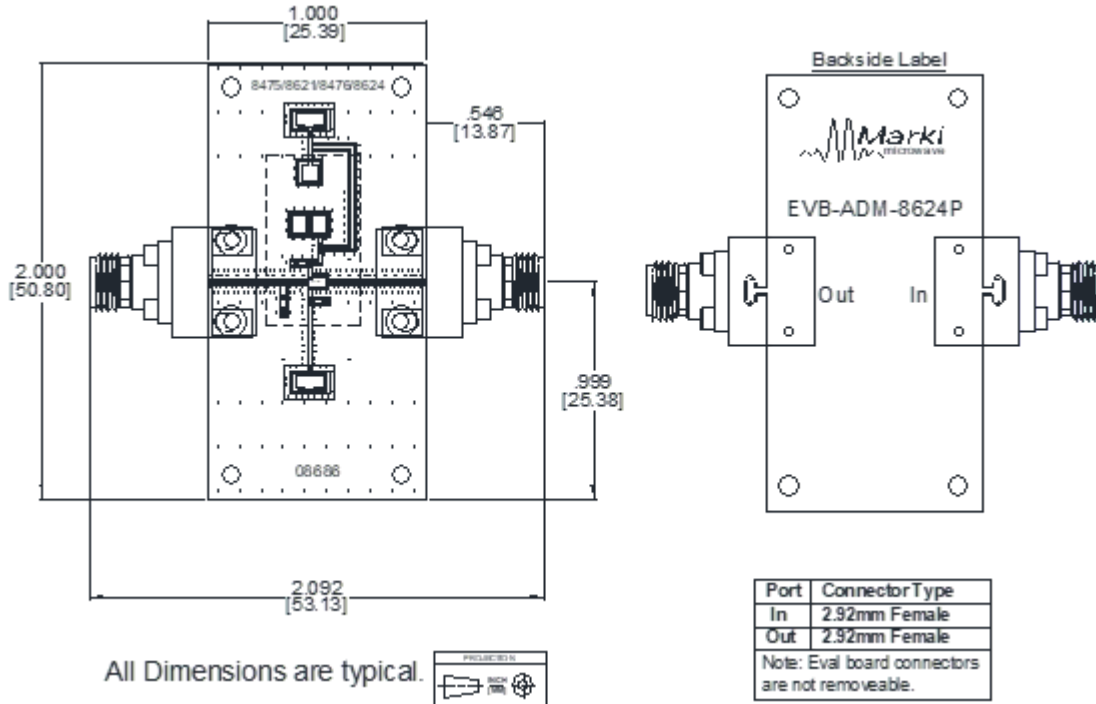 1.000
[25.39]
8475/8621/8476/8624
.546
[13.87]
2.000
[50.80]
.999
[25.38]
08686
2.092
[53.13]
All Dimensions are typical.
PROJECTION
INCH
[MM]
Backside Label
Marki
microwave
EVB-ADM-8624P
Out In
Port Connector Type
In 2.92mm Female
Out 2.92mm Female
Note: Eval board connectors
are not removeable.